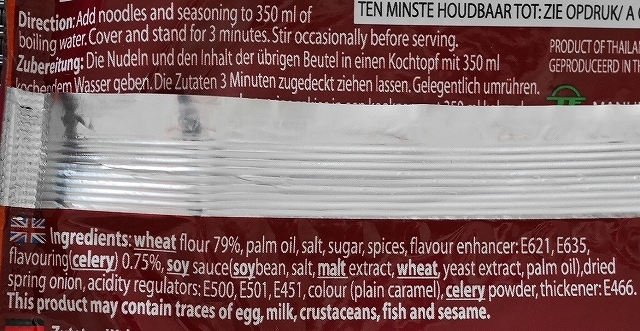 Direction: Add noodles and seasoning to 350 ml of
boiling water. Cover and stand for 3 minutes. Stir occasionally before serving.
Zubereitung: Die Nudeln und den Inhalt der übrigen Beutel in einen Kochtopf mit 350 ml
kochendem Wasser geben. Die Zutaten 3 Minuten zugedeckt ziehen lassen. Gelegentlich umrühren.
TEN MINSTE HOUDBAAR TOT: ZIE OPDRUK/ A
PRODUCT OF THAILA
GEPRODUCEERD IN TH
Ingredients: wheat flour 79%, palm oil, salt, sugar, spices, flavour enhancer: E621, E635,
flavouring(celery) 0.75%, soy sauce(soybean, salt, malt extract, wheat, yeast extract, palm oil),dried
spring onion, acidity regulators: E500, E501, E451, colour (plain caramel), celery powder, thickener: E466.
This product may contain traces of egg, milk, crustaceans, fish and sesame.